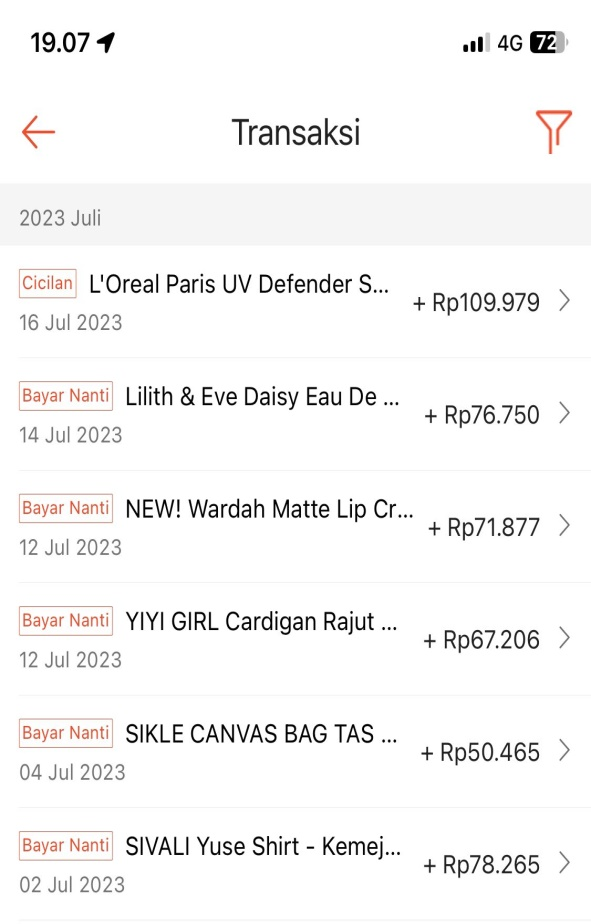 19.07 4G 72
Transaksi
2023 Juli
Cicilan L'Oreal Paris UV Defender S...
+ Rp109.979
16 Jul 2023
Bayar Nanti Lilith & Eve Daisy Eau De ...
+ Rp76.750
14 Jul 2023
Bayar Nanti NEW! Wardah Matte Lip Cr...
+ Rp71.877
12 Jul 2023
Bayar Nanti YIYI GIRL Cardigan Rajut ...
+ Rp67.206
12 Jul 2023
Bayar Nanti SIKLE CANVAS BAG TAS ...
+ Rp50.465
04 Jul 2023
Bayar Nanti SIVALI Yuse Shirt - Kemej...
+ Rp78.265
02 Jul 2023